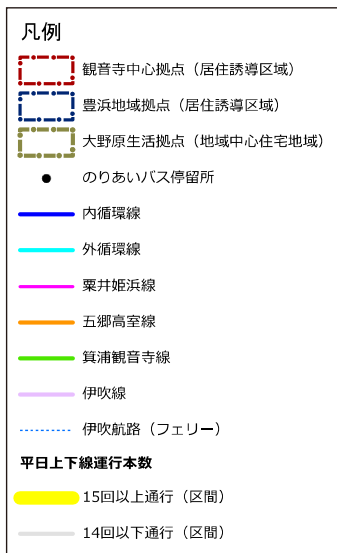 凡例
観音寺中心拠点（居住誘導区域）
豊浜地域拠点（居住誘導区域）
大野原生活拠点（地域中心住宅地域）
のりあいバス停留所
内循環線
外循環線
粟井姫浜線
五郷高室線
箕浦観音寺線
伊吹線
伊吹航路（フェリー）
平日上下線運行本数
15回以上通行（区間）
14回以下通行（区間）